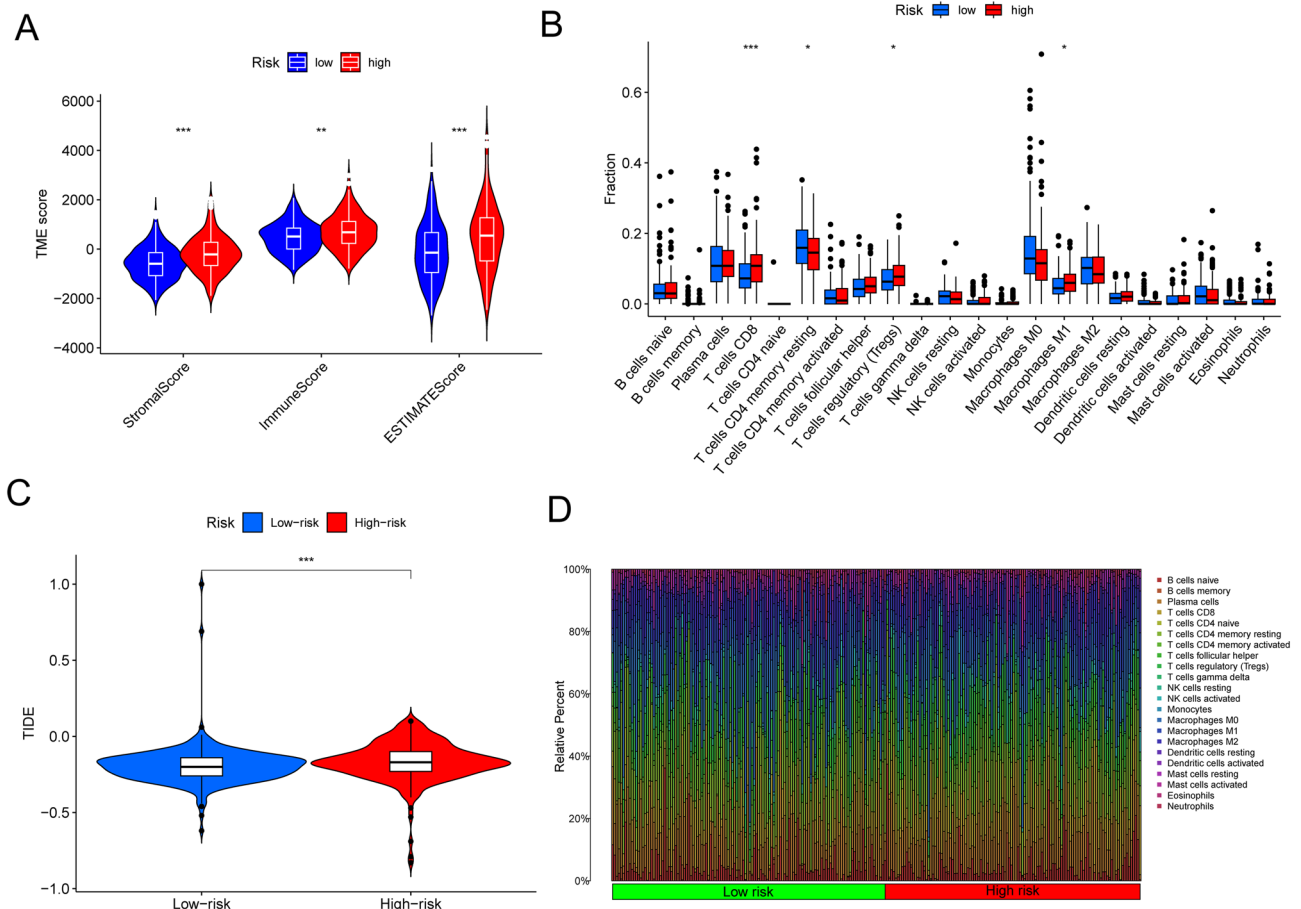 A
Risk low high
TME score
6000
4000
2000
0
−2000
−4000
*** ** ***
StromalScore
ImmuneScore
ESTIMATEScore
B
Risk low high
Fraction
0.6
0.4
0.2
0.0
*** * * *
B cells naive
B cells memory
Plasma cells
T cells CD8
T cells CD4 naive
T cells CD4 memory resting
T cells CD4 memory activated
T cells follicular helper
T cells regulatory (Tregs)
T cells gamma delta
NK cells resting
NK cells activated
Monocytes
Macrophages M0
Macrophages M1
Macrophages M2
Dendritic cells resting
Dendritic cells activated
Mast cells resting
Mast cells activated
Eosinophils
Neutrophils
C
Risk Low−risk High−risk
***
TIDE
1.0
0.5
0.0
−0.5
−1.0
Low−risk High−risk
D
Relative Percent
100%
80%
60%
40%
20%
0%
Low risk High risk
B cells naive
B cells memory
Plasma cells
T cells CD8
T cells CD4 naive
T cells CD4 memory resting
T cells CD4 memory activated
T cells follicular helper
T cells regulatory (Tregs)
T cells gamma delta
NK cells resting
NK cells activated
Monocytes
Macrophages M0
Macrophages M1
Macrophages M2
Dendritic cells resting
Dendritic cells activated
Mast cells resting
Mast cells activated
Eosinophils
Neutrophils